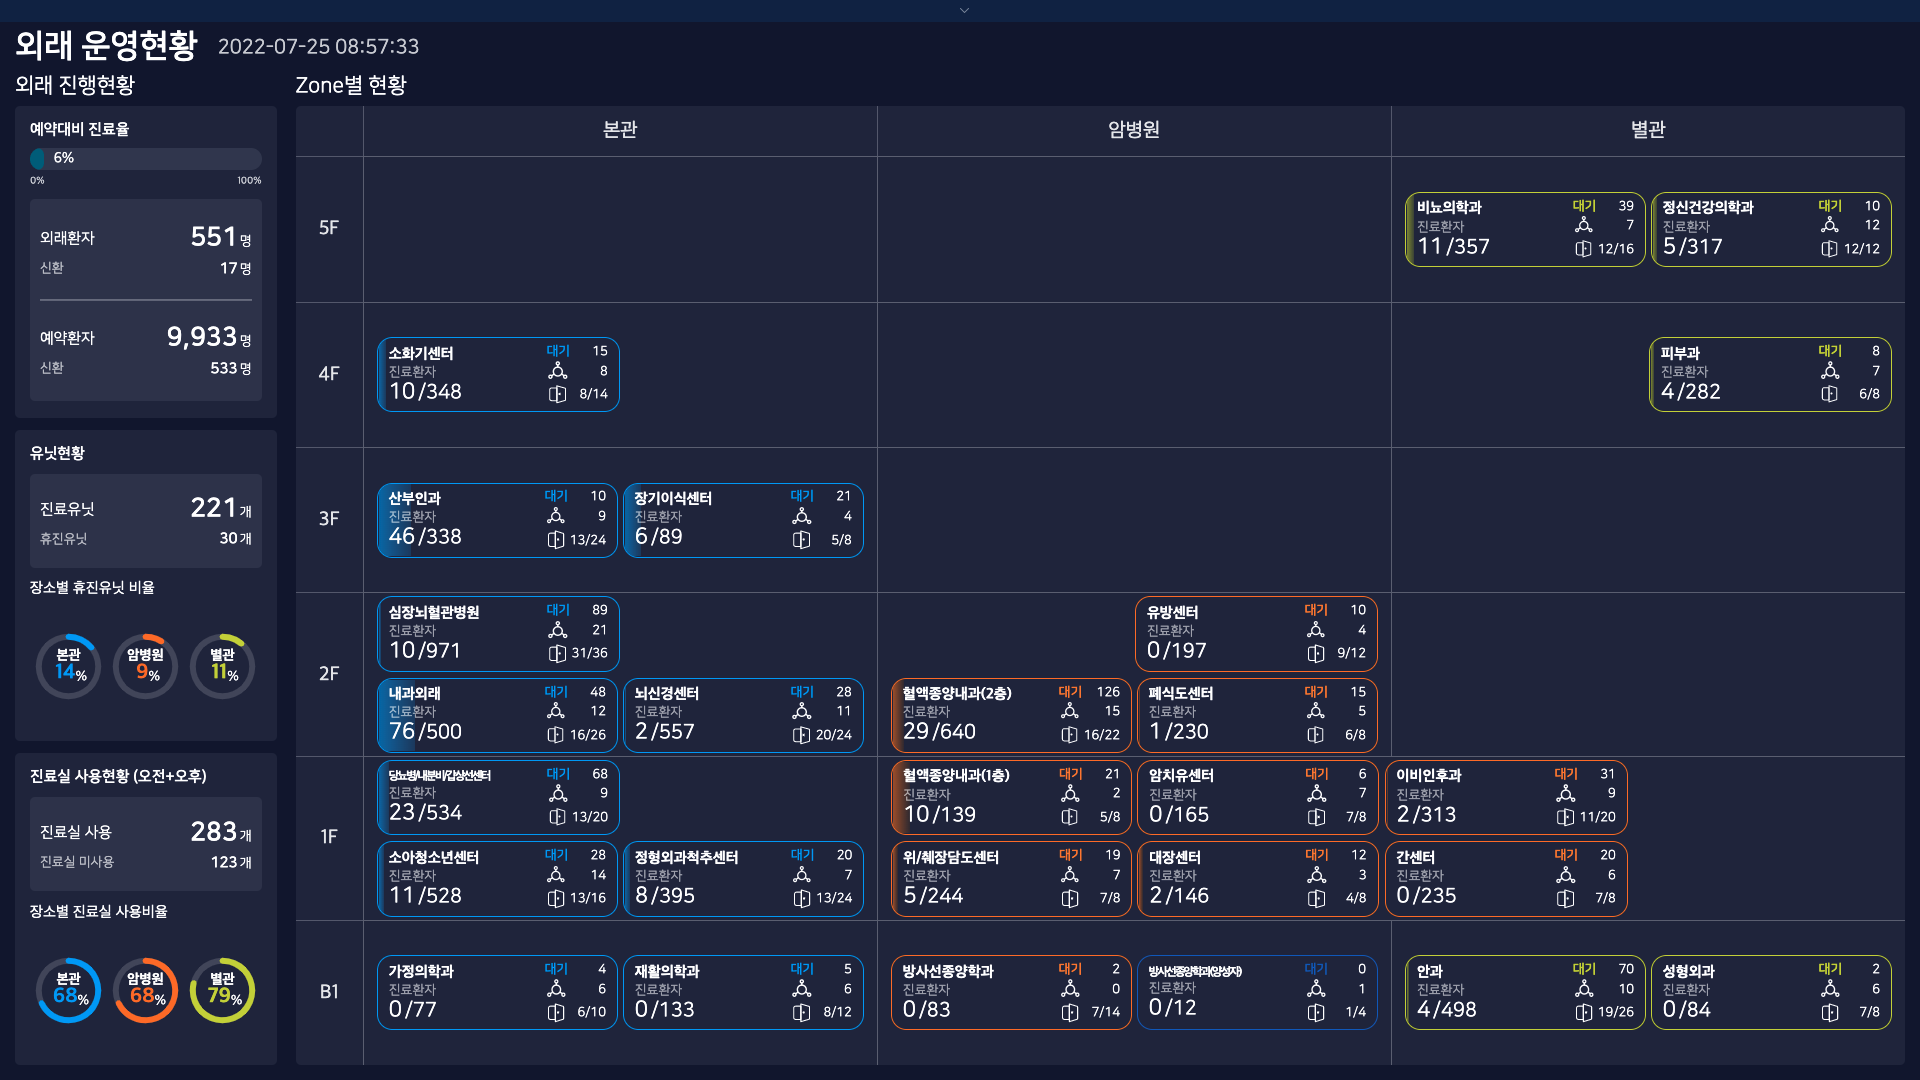 외래 운영현황 2022-07-25 08:57:33
외래 진행현황
예약대비 진료율
6%
0% 100%
외래환자 551 명
신환 17 명
예약환자 9,933 명
신환 533 명
유닛현황
진료유닛 221 개
휴진유닛 30 개
장소별 휴진유닛 비율
본관 14%
암병원 9%
별관 11%
진료실 사용현황 (오전+오후)
진료실 사용 283 개
진료실 미사용 123 개
장소별 진료실 사용비율
본관 68%
암병원 68%
별관 79%
Zone별 현황
본관 암병원 별관
5F
비뇨의학과 대기 39
진료환자 7
11/357 12/16
정신건강의학과 대기 10
진료환자 12
5/317 12/12
4F
소화기센터 대기 15
진료환자 8
10/348 8/14
피부과 대기 8
진료환자 7
4/282 6/8
3F
산부인과 대기 10
진료환자 9
46/338 13/24
장기이식센터 대기 21
진료환자 4
6/89 5/8
2F
심장뇌혈관병원 대기 89
진료환자 21
10/971 31/36
유방센터 대기 10
진료환자 4
0/197 9/12
내과외래 대기 48
진료환자 12
76/500 16/26
뇌신경센터 대기 28
진료환자 11
2/557 20/24
혈액종양내과(2층) 대기 126
진료환자 15
29/640 16/22
폐식도센터 대기 15
진료환자 5
1/230 6/8
1F
당뇨병/내분비/갑상선센터 대기 68
진료환자 9
23/534 13/20
혈액종양내과(1층) 대기 21
진료환자 2
10/139 5/8
암치유센터 대기 6
진료환자 7
0/165 7/8
이비인후과 대기 31
진료환자 9
2/313 11/20
소아청소년센터 대기 28
진료환자 14
11/528 13/16
정형외과척추센터 대기 20
진료환자 7
8/395 13/24
위/췌장담도센터 대기 19
진료환자 7
5/244 7/8
대장센터 대기 12
진료환자 3
2/146 4/8
간센터 대기 20
진료환자 6
0/235 7/8
B1
가정의학과 대기 4
진료환자 6
0/77 6/10
재활의학과 대기 5
진료환자 6
0/133 8/12
방사선종양학과 대기 2
진료환자 0
0/83 7/14
방사선종양학과(양성자) 대기 0
진료환자 1
0/12 1/4
안과 대기 70
진료환자 10
4/498 19/26
성형외과 대기 2
진료환자 6
0/84 7/8